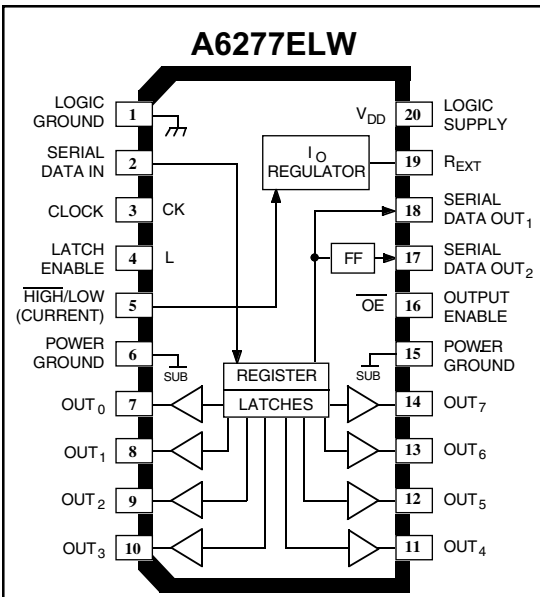 A6277ELW
LOGIC
GROUND
1
SERIAL
DATA IN
2
CLOCK
3
CK
LATCH
ENABLE
4
L
HIGH/LOW
(CURRENT)
5
POWER
GROUND
6
SUB
OUT0
7
OUT1
8
OUT2
9
OUT3
10
IO
REGULATOR
FF
REGISTER
LATCHES
VDD
20
LOGIC
SUPPLY
19
REXT
18
SERIAL
DATA OUT1
17
SERIAL
DATA OUT2
OE
16
OUTPUT
ENABLE
SUB
15
POWER
GROUND
14
OUT7
13
OUT6
12
OUT5
11
OUT4